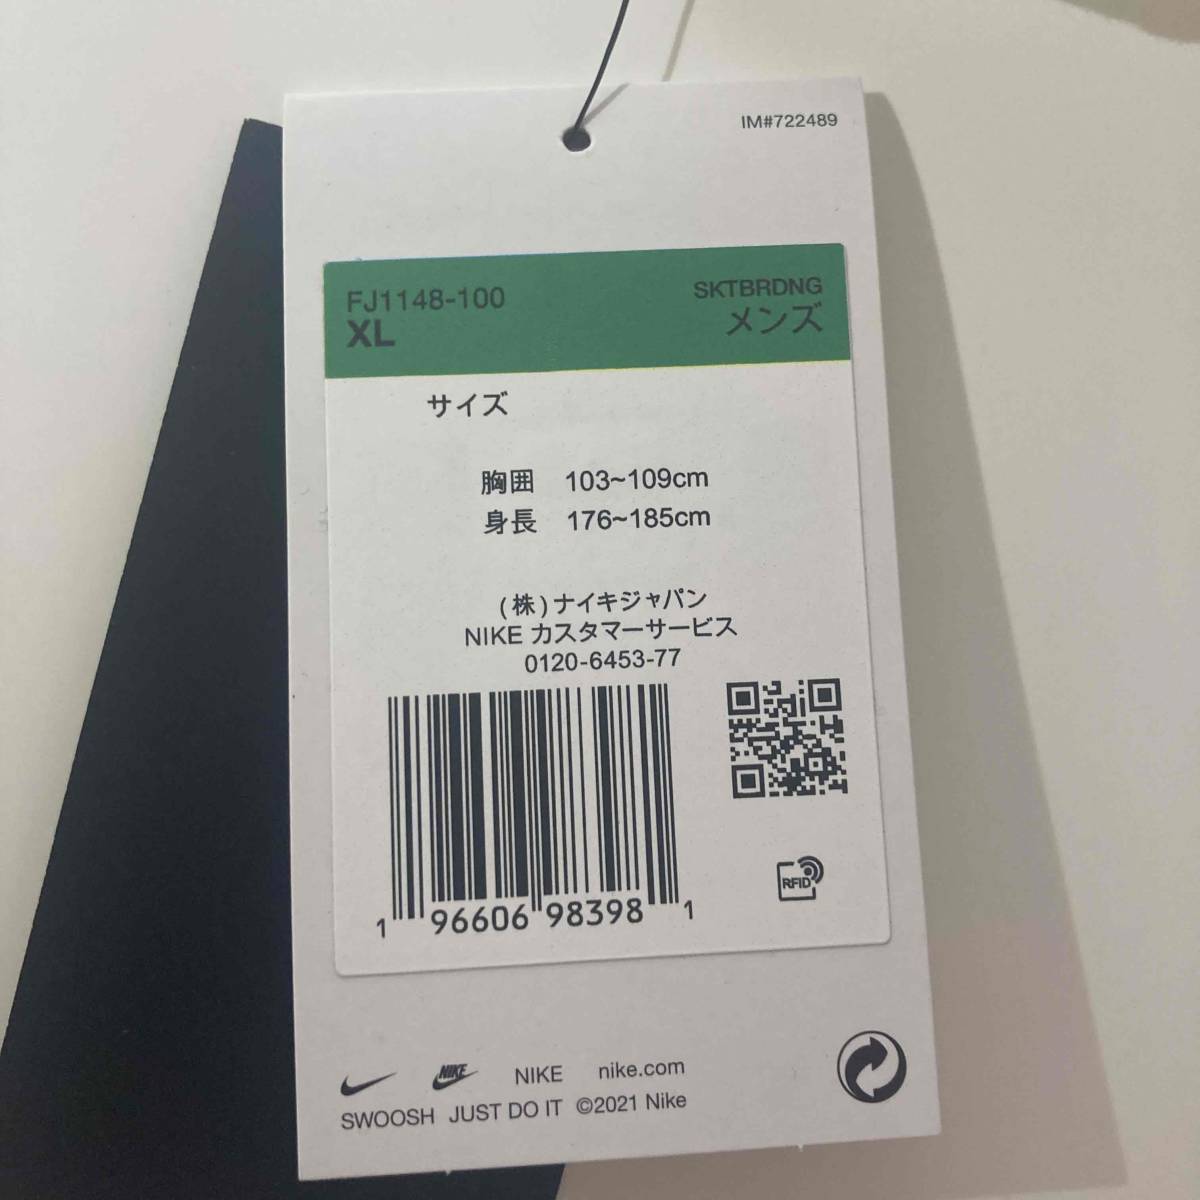 IM#722489
FJ1148-100 SKTBRDNG
XL メンズ
サイズ
胸囲 103~109cm
身長 176~185cm
(株)ナイキジャパン
NIKE カスタマーサービス
0120-6453-77
1 96606 98398 1
RFID
NIKE NIKE nike.com
SWOOSH JUST DO IT ©2021 Nike